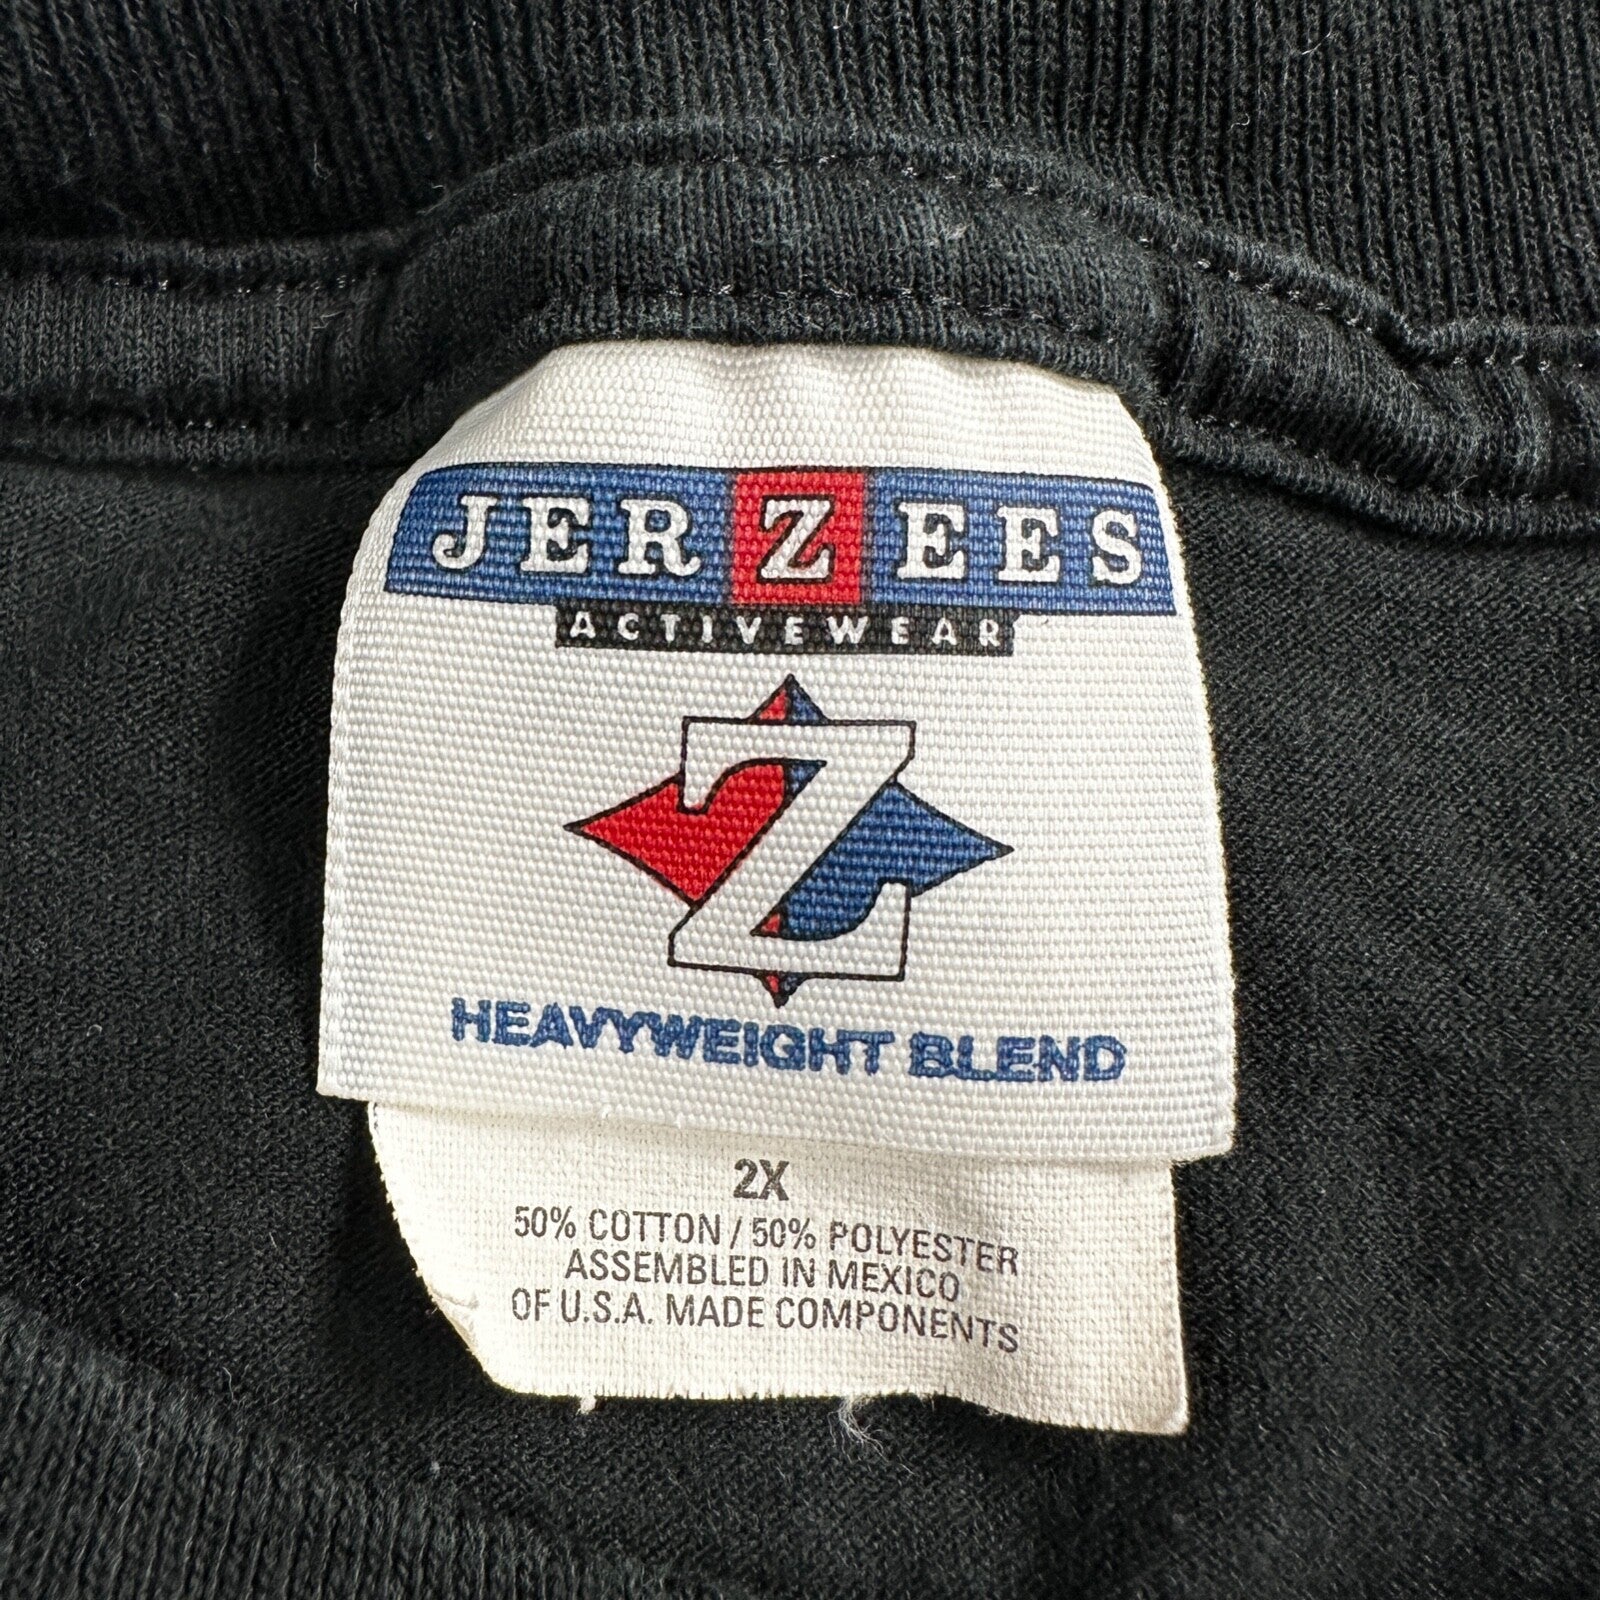 JERZEES
ACTIVEWEAR
Z
HEAVYWEIGHT BLEND
2X
50% COTTON / 50% POLYESTER
ASSEMBLED IN MEXICO
OF U.S.A. MADE COMPONENTS